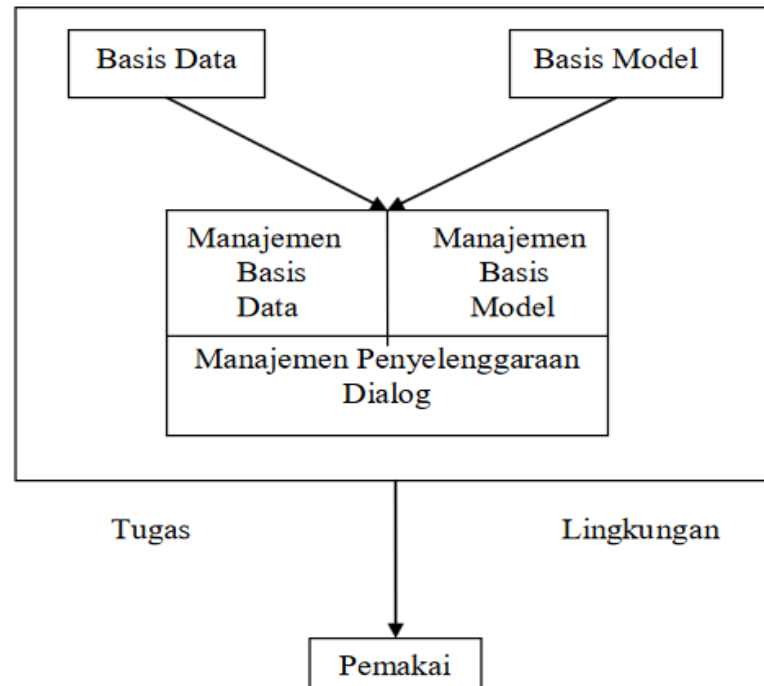 Basis Data
Basis Model
Manajemen
Basis
Data
Manajemen
Basis
Model
Manajemen Penyelenggaraan
Dialog
Tugas
Lingkungan
Pemakai